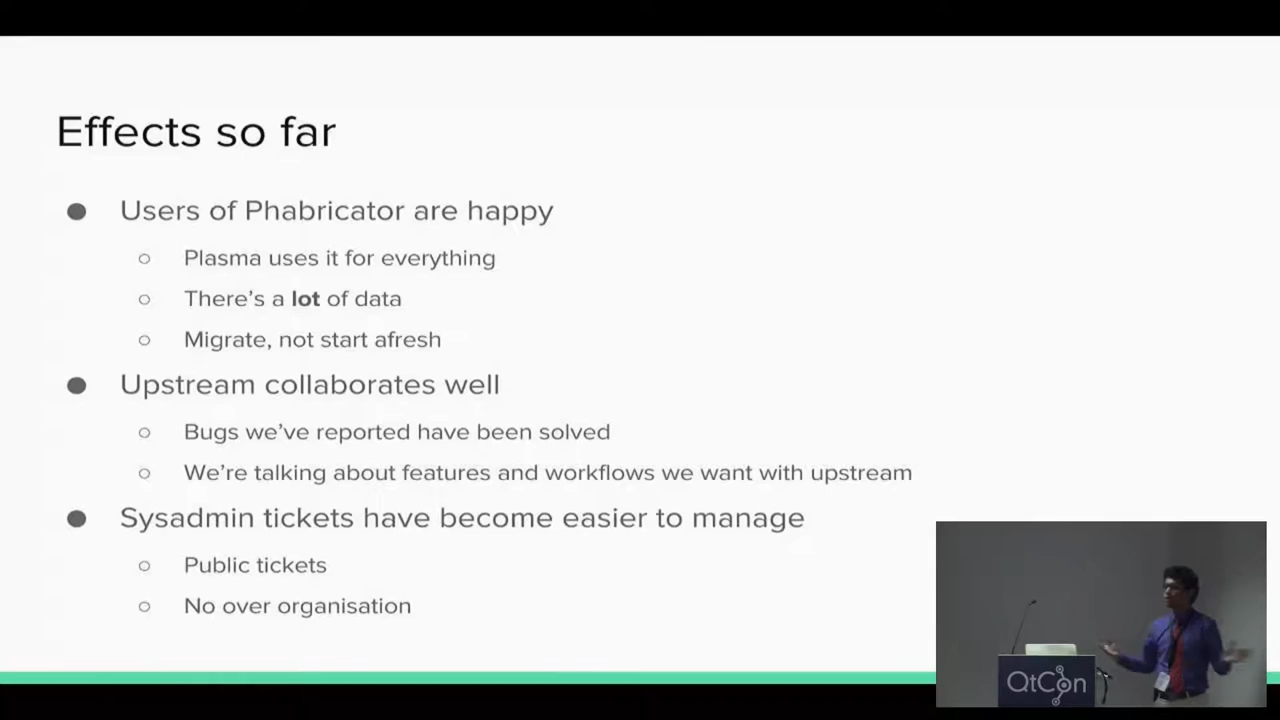 Effects so far
● Users of Phabricator are happy
○ Plasma uses it for everything
○ There's a lot of data
○ Migrate, not start afresh
● Upstream collaborates well
○ Bugs we've reported have been solved
○ We're talking about features and workflows we want with upstream
● Sysadmin tickets have become easier to manage
○ Public tickets
○ No over organisation
QtCon